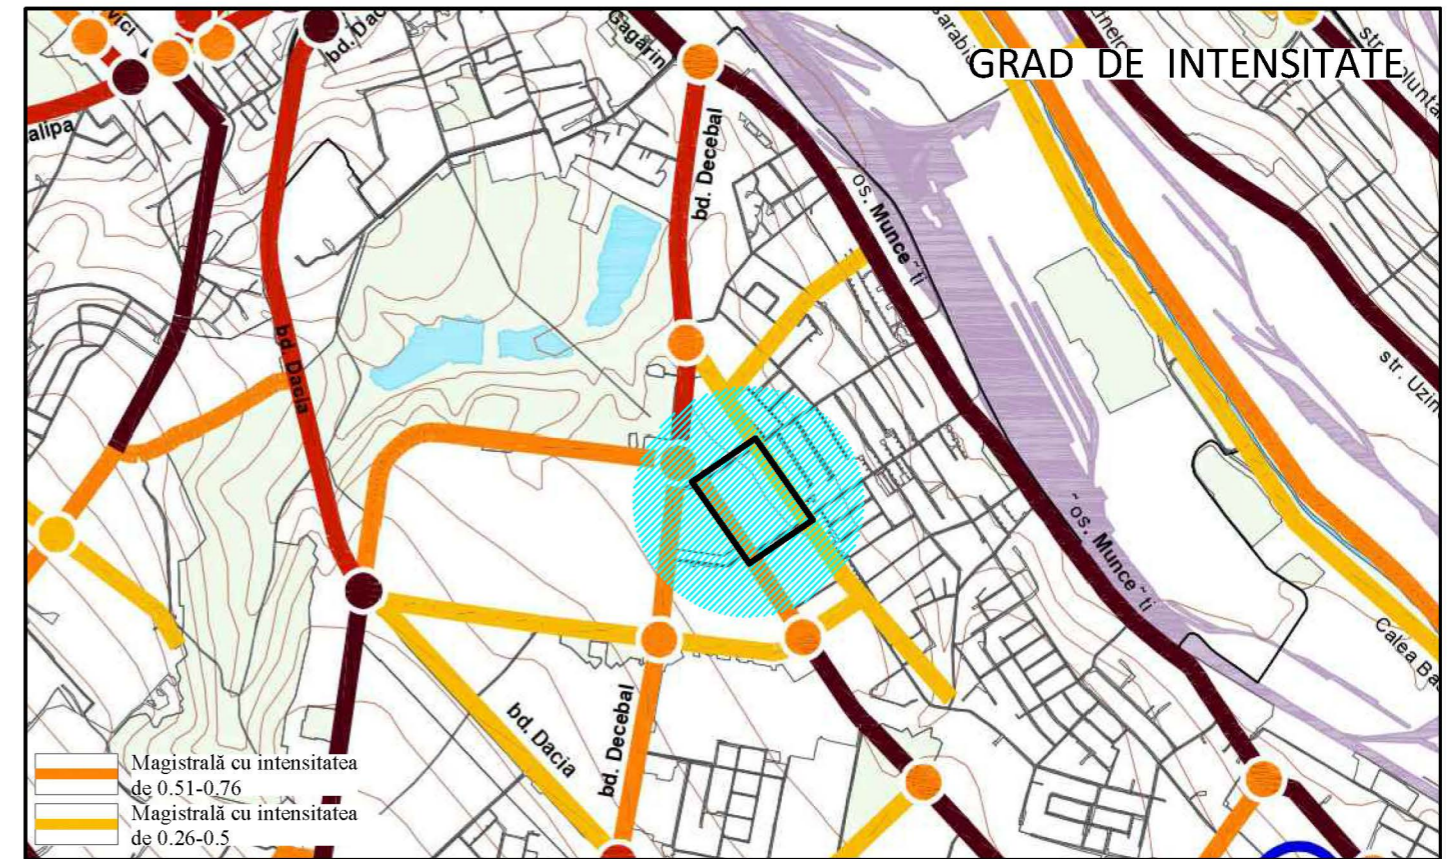 GRAD DE INTENSITATE
bd. Dac
Gagarin
alipa
bd. Decebal
os. Munce ti
bd. Dacia
str. Uzin
os. Munce ti
Calea Ba
bd. Dacia
bd. Decebal
Magistrală cu intensitatea
de 0.51-0.76
Magistrală cu intensitatea
de 0.26-0.5